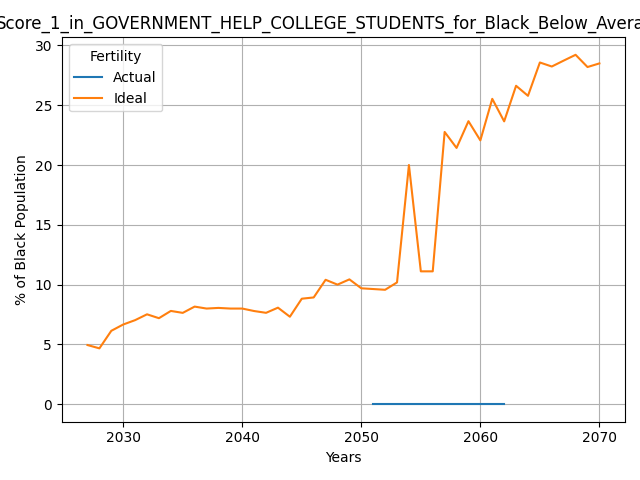 Score_1_in_GOVERNMENT_HELP_COLLEGE_STUDENTS_for_Black_Below_Avera
Fertility
Actual
Ideal
% of Black Population
30
25
20
15
10
5
0
2030 2040 2050 2060 2070
Years